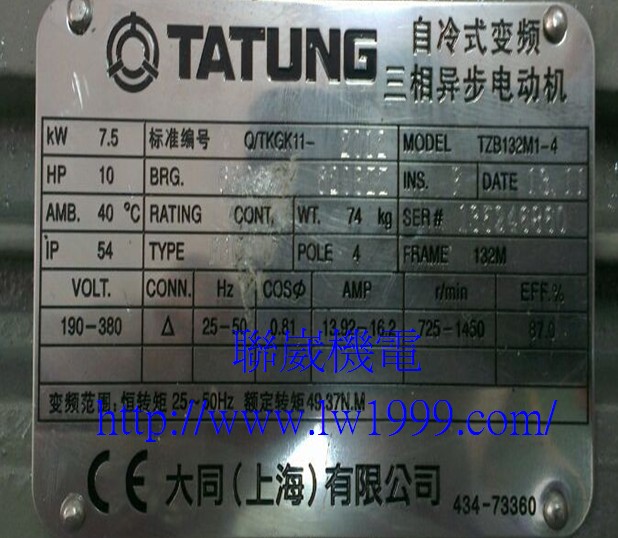 TATUNG
自冷式变频
三相异步电动机
kW 7.5 标准编号 Q/TKGK11- MODEL TZB132M1-4
HP 10 BRG. INS. DATE
AMB. 40 °C RATING CONT. WT. 74 kg SER#
IP 54 TYPE POLE 4 FRAME 132M
VOLT. CONN. Hz COSΦ AMP r/min EFF.%
190-380 Δ 25-50 0.81 13.92-16.2 725-1450 87.0
聯崴機電
变频范围:恒转矩 25~50Hz 额定转矩 49.37N.M
http://www.lw1999.com/
CE 大同(上海)有限公司 434-73360